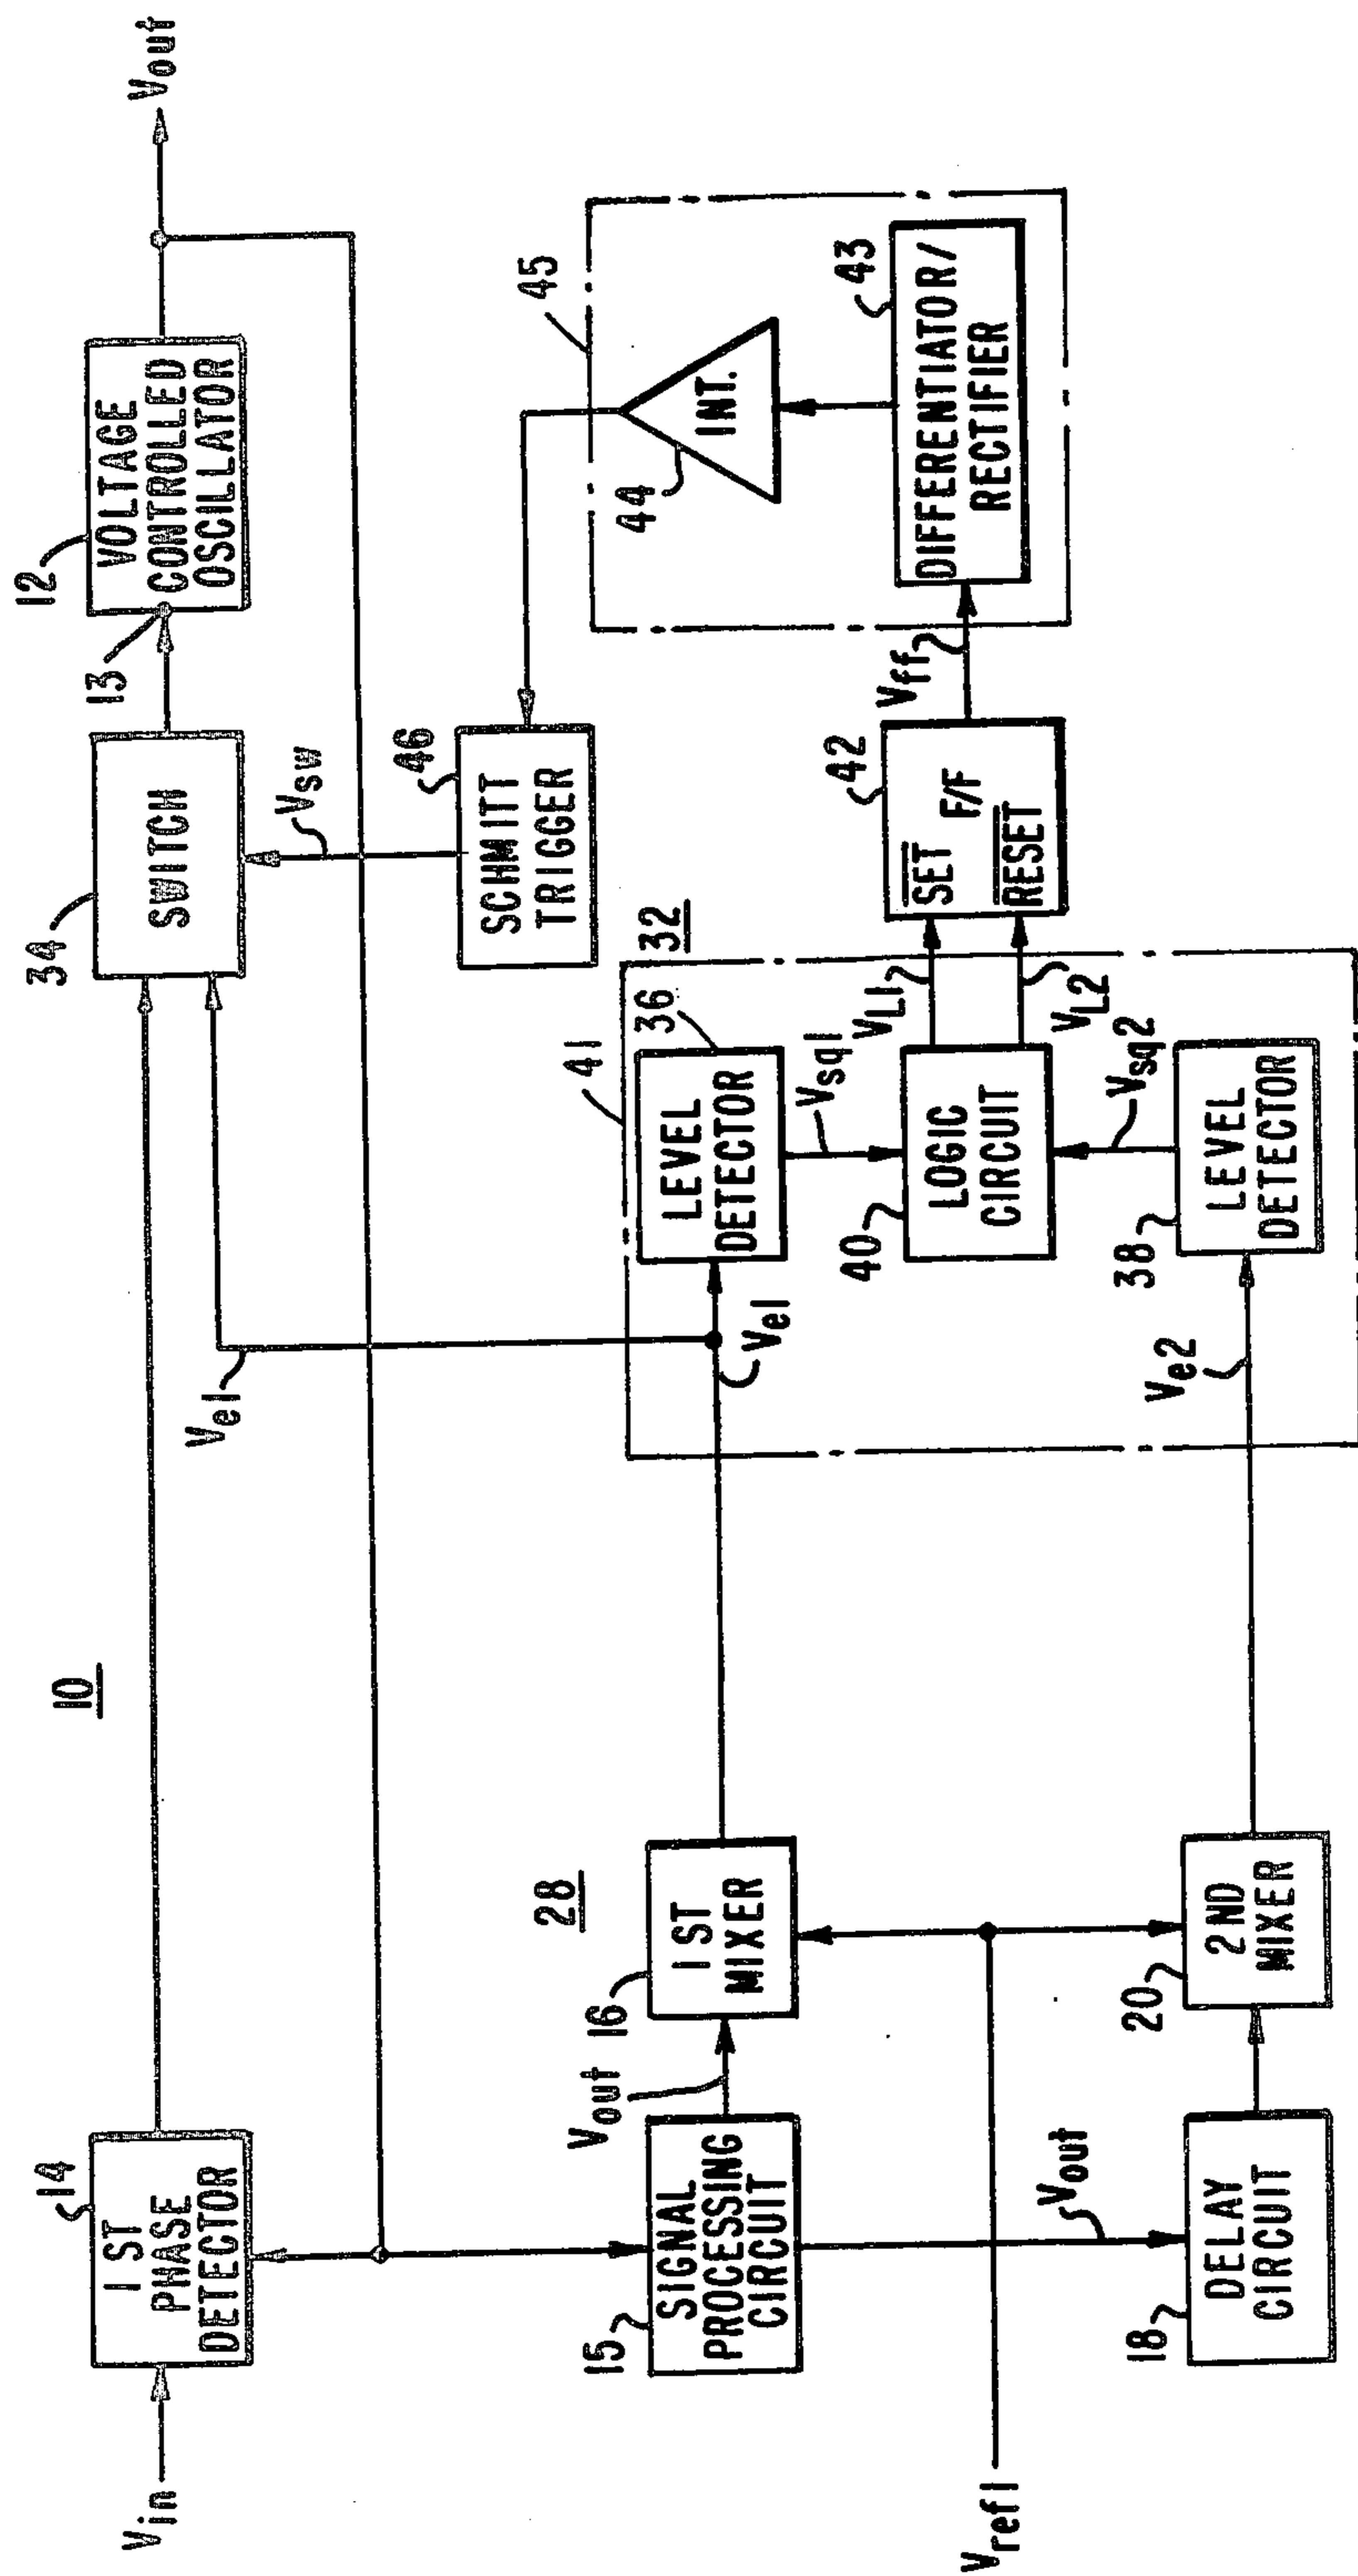 10
14
1ST
PHASE
DETECTOR
Vin
34
SWITCH
13
12
VOLTAGE
CONTROLLED
OSCILLATOR
Vout
Ve1
Vsw
46
SCHMITT
TRIGGER
45
44
INT.
43
DIFFERENTIATOR/
RECTIFIER
28
15
SIGNAL
PROCESSING
CIRCUIT
Vout
16
1ST
MIXER
Ve1
41
32
LEVEL
DETECTOR
36
Vsq1
40
LOGIC
CIRCUIT
VL1
VL2
42
SET
F/F
RESET
Vff
Vsq2
38
LEVEL
DETECTOR
Vref1
Vout
18
DELAY
CIRCUIT
20
2ND
MIXER
Ve2